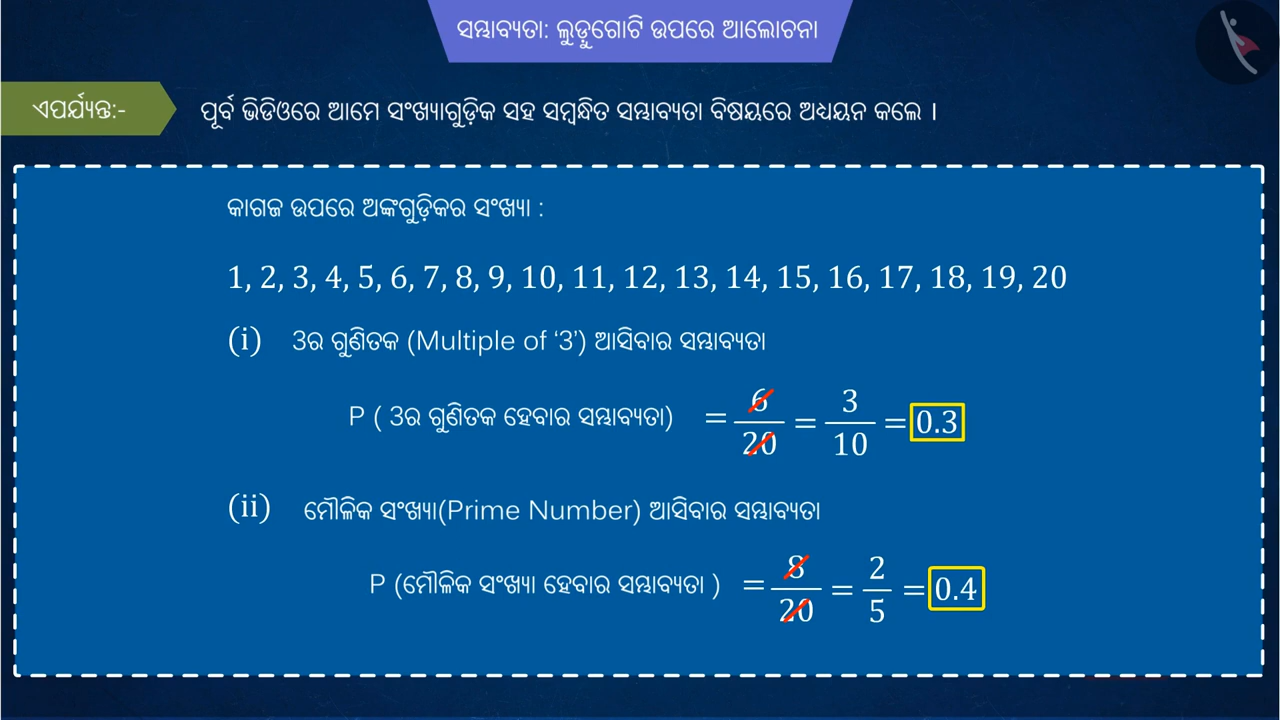 ସମ୍ଭାବ୍ୟତା: ଲୁଡୁଗୋଟି ଉପରେ ଆଲୋଚନା
ଏପର୍ଯ୍ୟନ୍ତ:-
ପୂର୍ବ ଭିଡିଓରେ ଆମେ ସଂଖ୍ୟାଗୁଡ଼ିକ ସହ ସମ୍ବନ୍ଧିତ ସମ୍ଭାବ୍ୟତା ବିଷୟରେ ଅଧ୍ୟୟନ କଲେ ।
କାଗଜ ଉପରେ ଅଙ୍କଗୁଡ଼ିକର ସଂଖ୍ୟା :
1, 2, 3, 4, 5, 6, 7, 8, 9, 10, 11, 12, 13, 14, 15, 16, 17, 18, 19, 20
(i) 3ର ଗୁଣିତକ (Multiple of ‘3’) ଆସିବାର ସମ୍ଭାବ୍ୟତା
P ( 3ର ଗୁଣିତକ ହେବାର ସମ୍ଭାବ୍ୟତା) = 6/20 = 3/10 = 0.3
(ii) ମୌଳିକ ସଂଖ୍ୟା(Prime Number) ଆସିବାର ସମ୍ଭାବ୍ୟତା
P (ମୌଳିକ ସଂଖ୍ୟା ହେବାର ସମ୍ଭାବ୍ୟତା ) = 8/20 = 2/5 = 0.4